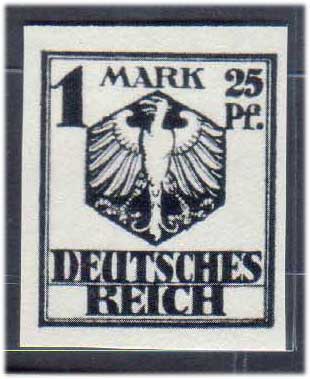 1 MARK 25
Pf.
DEUTSCHES
REICH